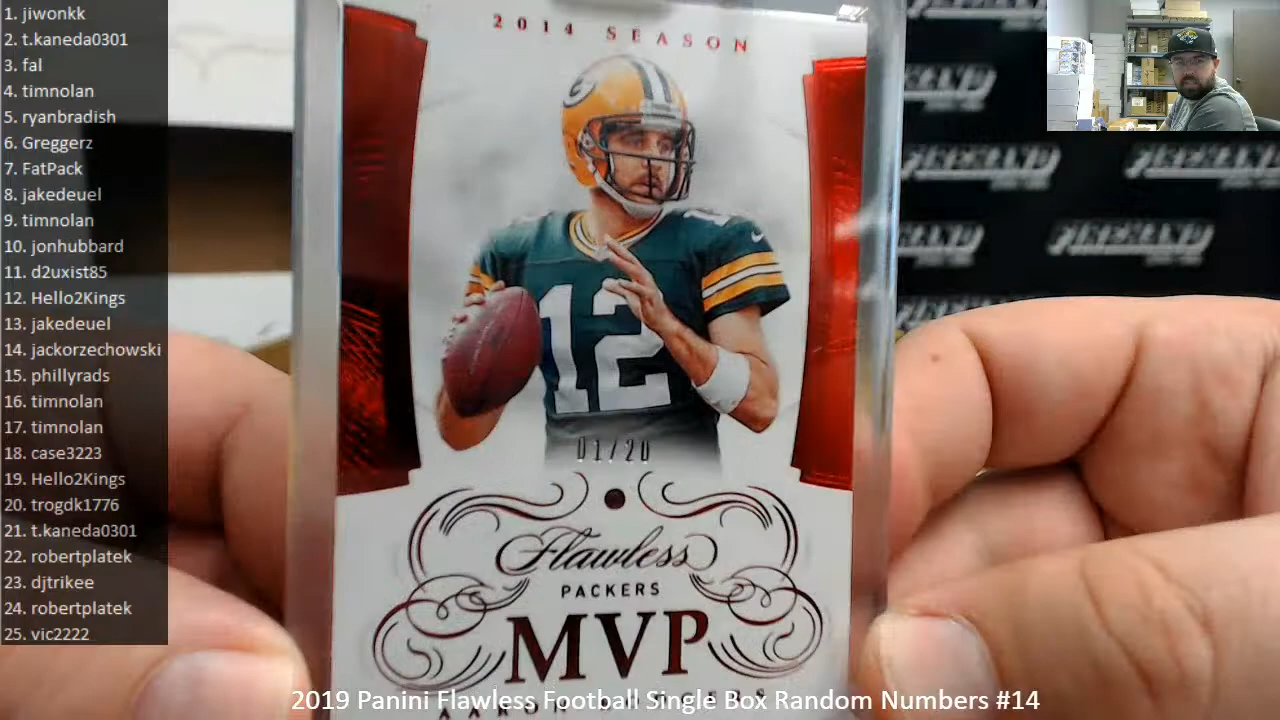 1. jiwonkk
2. t.kaneda0301
3. fal
4. timnolan
5. ryanbradish
6. Greggerz
7. FatPack
8. jakedeuel
9. timnolan
10. jonhubbard
11. d2uxist85
12. Hello2Kings
13. jakedeuel
14. jackorzechowski
15. phillyrads
16. timnolan
17. timnolan
18. case3223
19. Hello2Kings
20. trogdk1776
21. t.kaneda0301
22. robertplatek
23. djtrikee
24. robertplatek
25. vic2222
2014 SEASON
12
01/20
Flawless
PACKERS
MVP
AARON RODGERS
2019 Panini Flawless Football Single Box Random Numbers #14